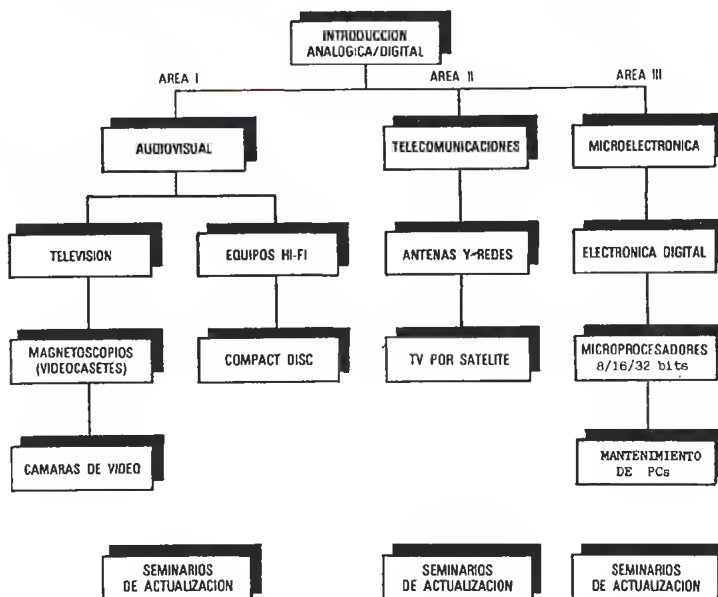 INTRODUCCION
ANALOGICA/DIGITAL
AREA I
AREA II
AREA III
AUDIOVISUAL
TELECOMUNICACIONES
MICROELECTRONICA
TELEVISION
EQUIPOS HI-FI
ANTENAS Y REDES
ELECTRONICA DIGITAL
MAGNETOSCOPIOS
(VIDEOCASETES)
COMPACT DISC
TV POR SATELITE
MICROPROCESADORES
8/16/32 bits
CAMARAS DE VIDEO
MANTENIMIENTO
DE PCs
SEMINARIOS
DE ACTUALIZACION
SEMINARIOS
DE ACTUALIZACION
SEMINARIOS
DE ACTUALIZACION